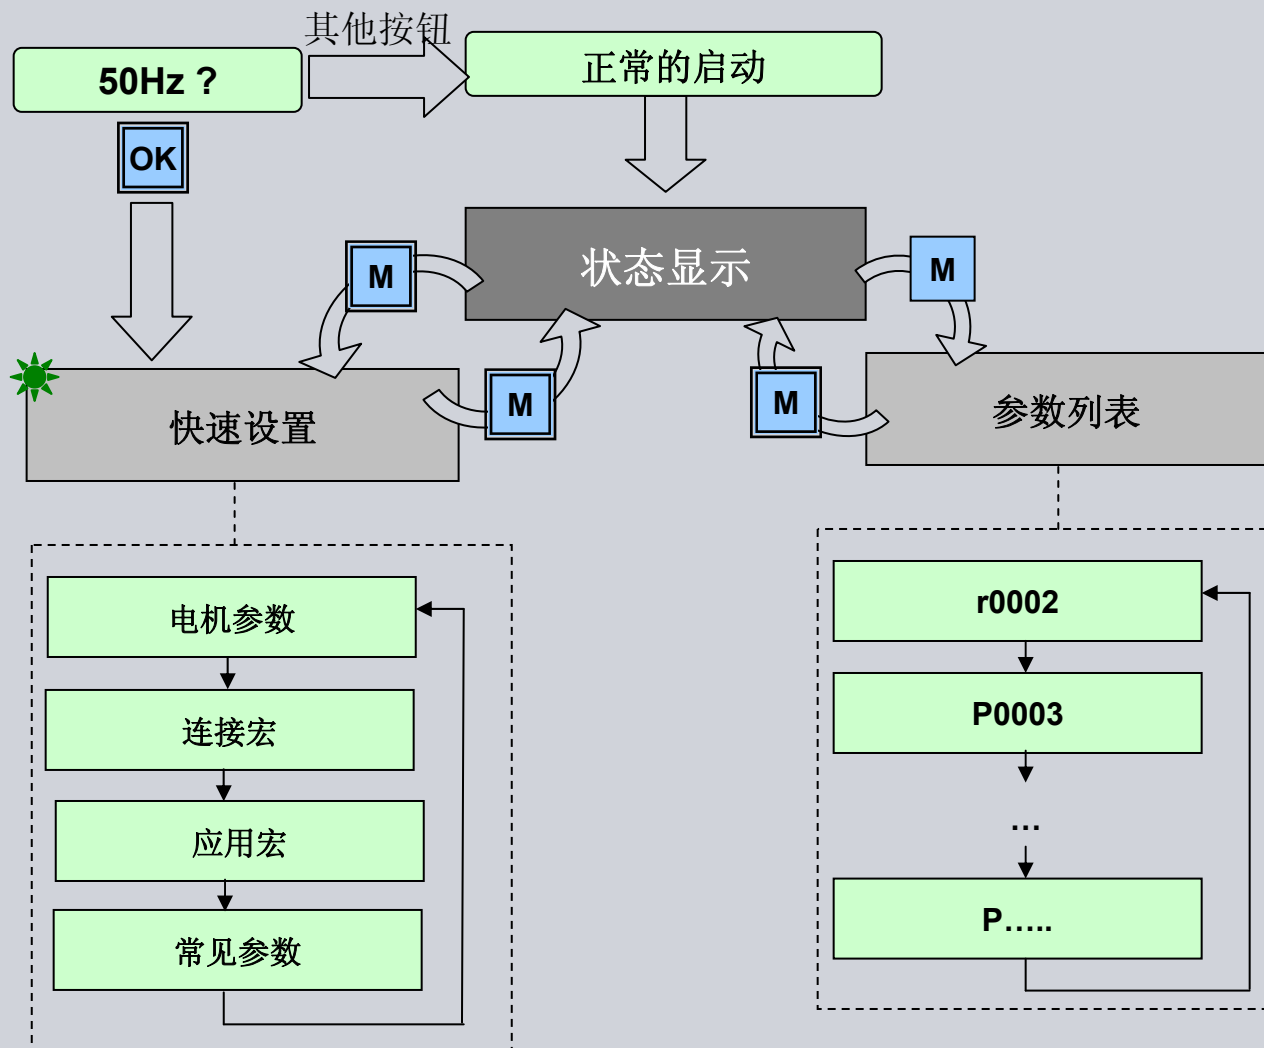 其他按钮
50Hz ?
正常的启动
OK
状态显示
M
M
M
M
快速设置
参数列表
电机参数
连接宏
应用宏
常见参数
r0002
P0003
...
P.....